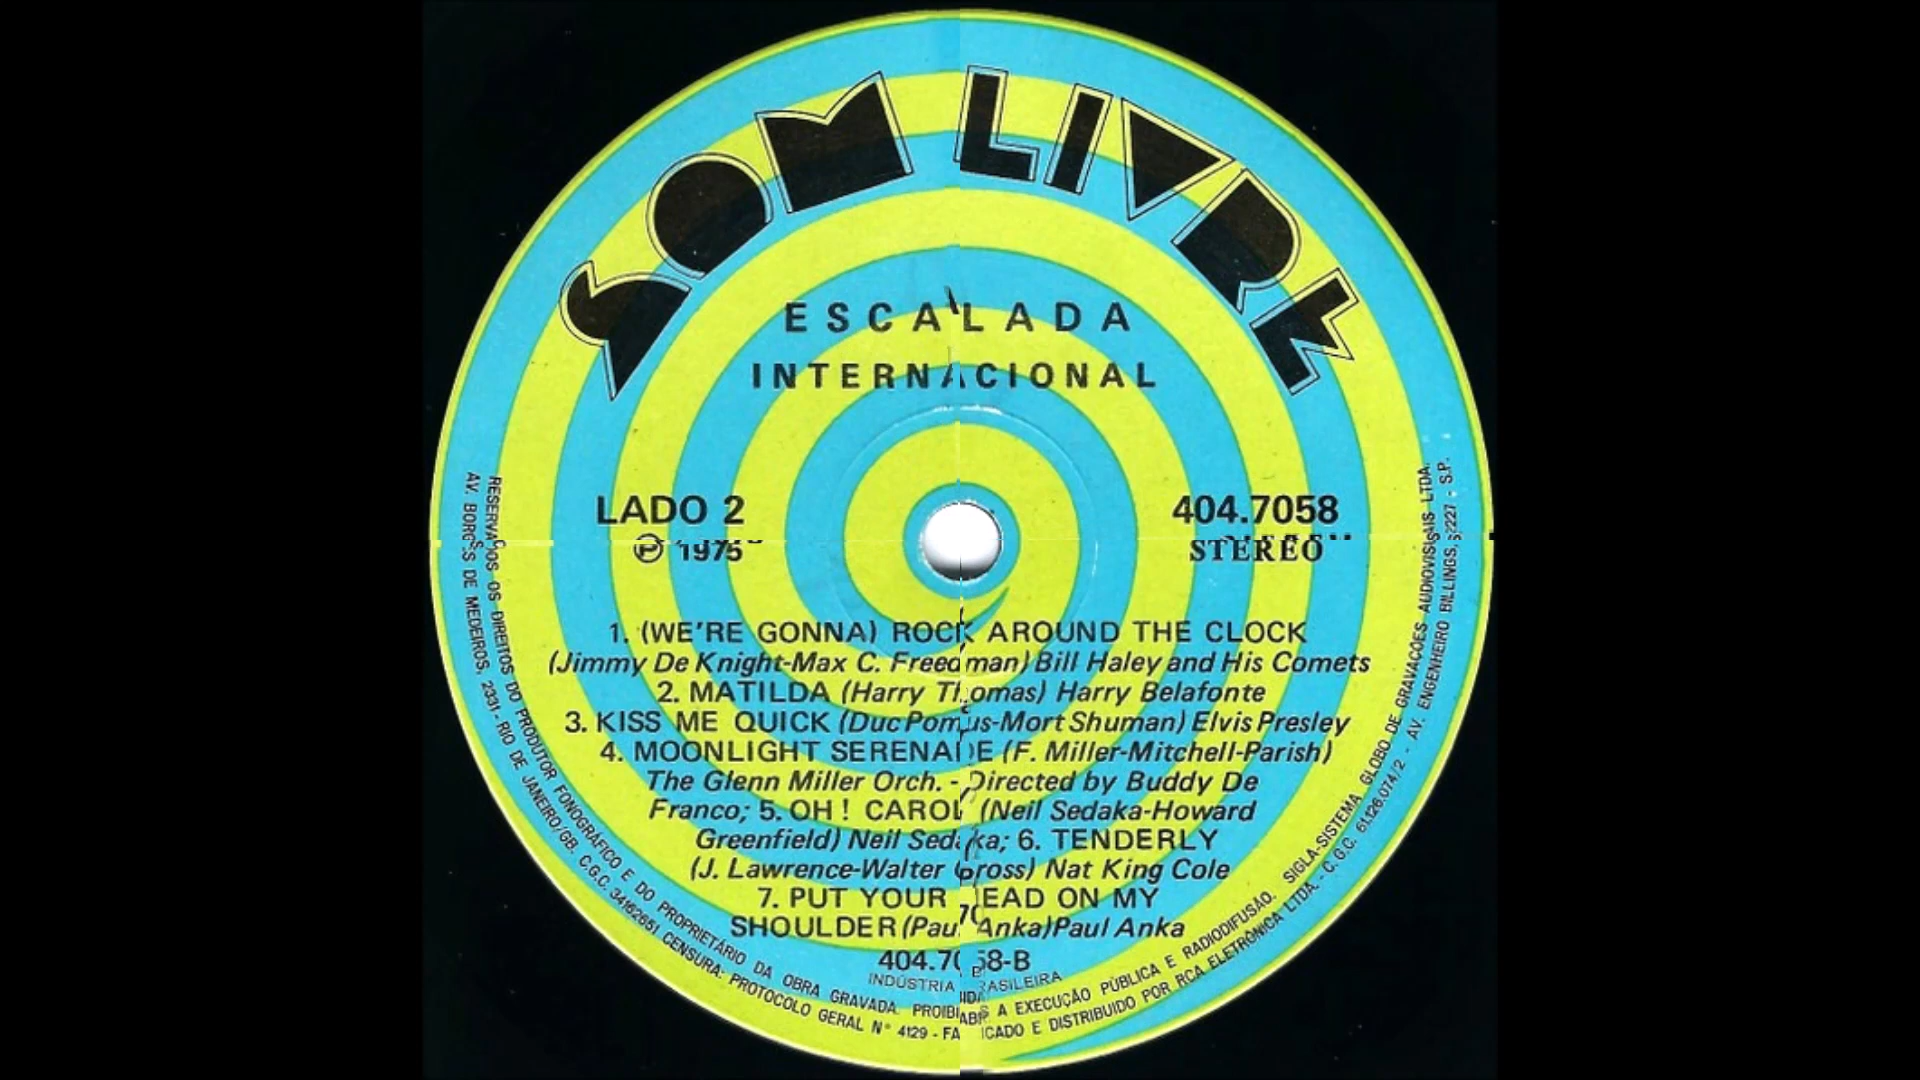 SOM LIVRE
ESCALADA
INTERNACIONAL
LADO 2
404.7058
Ⓟ 1975
STEREO
1. (WE'RE GONNA) ROCK AROUND THE CLOCK
(Jimmy De Knight-Max C. Freedman) Bill Haley and His Comets
2. MATILDA (Harry Thomas) Harry Belafonte
3. KISS ME QUICK (Duc Pomus-Mort Shuman) Elvis Presley
4. MOONLIGHT SERENADE (F. Miller-Mitchell-Parish)
The Glenn Miller Orch. - Directed by Buddy De
Franco; 5. OH! CAROL (Neil Sedaka-Howard
Greenfield) Neil Sedaka; 6. TENDERLY
(J. Lawrence-Walter Gross) Nat King Cole
7. PUT YOUR HEAD ON MY
SHOULDER (Paul Anka) Paul Anka
404.7058-B
INDÚSTRIA BRASILEIRA
RESERVADOS OS DIREITOS DO PRODUTOR FONOGRÁFICO E DO PROPRIETÁRIO DA OBRA GRAVADA. PROIBIDA A EXECUÇÃO PÚBLICA E RADIODIFUSÃO. SIGLA-SISTEMA GLOBO DE GRAVAÇÕES AUDIOVISUAIS LTDA.
AV. BORGES DE MEDEIROS, 2331 - RIO DE JANEIRO/GB. C.G.C. 34162651 CENSURA: PROTOCOLO GERAL Nº 4129 - FABRICADO E DISTRIBUIDO POR RCA ELETRÔNICA LTDA. - C.G.C. 61.126.074/2 - AV. ENGENHEIRO BILLINGS, 2227 - S.P.